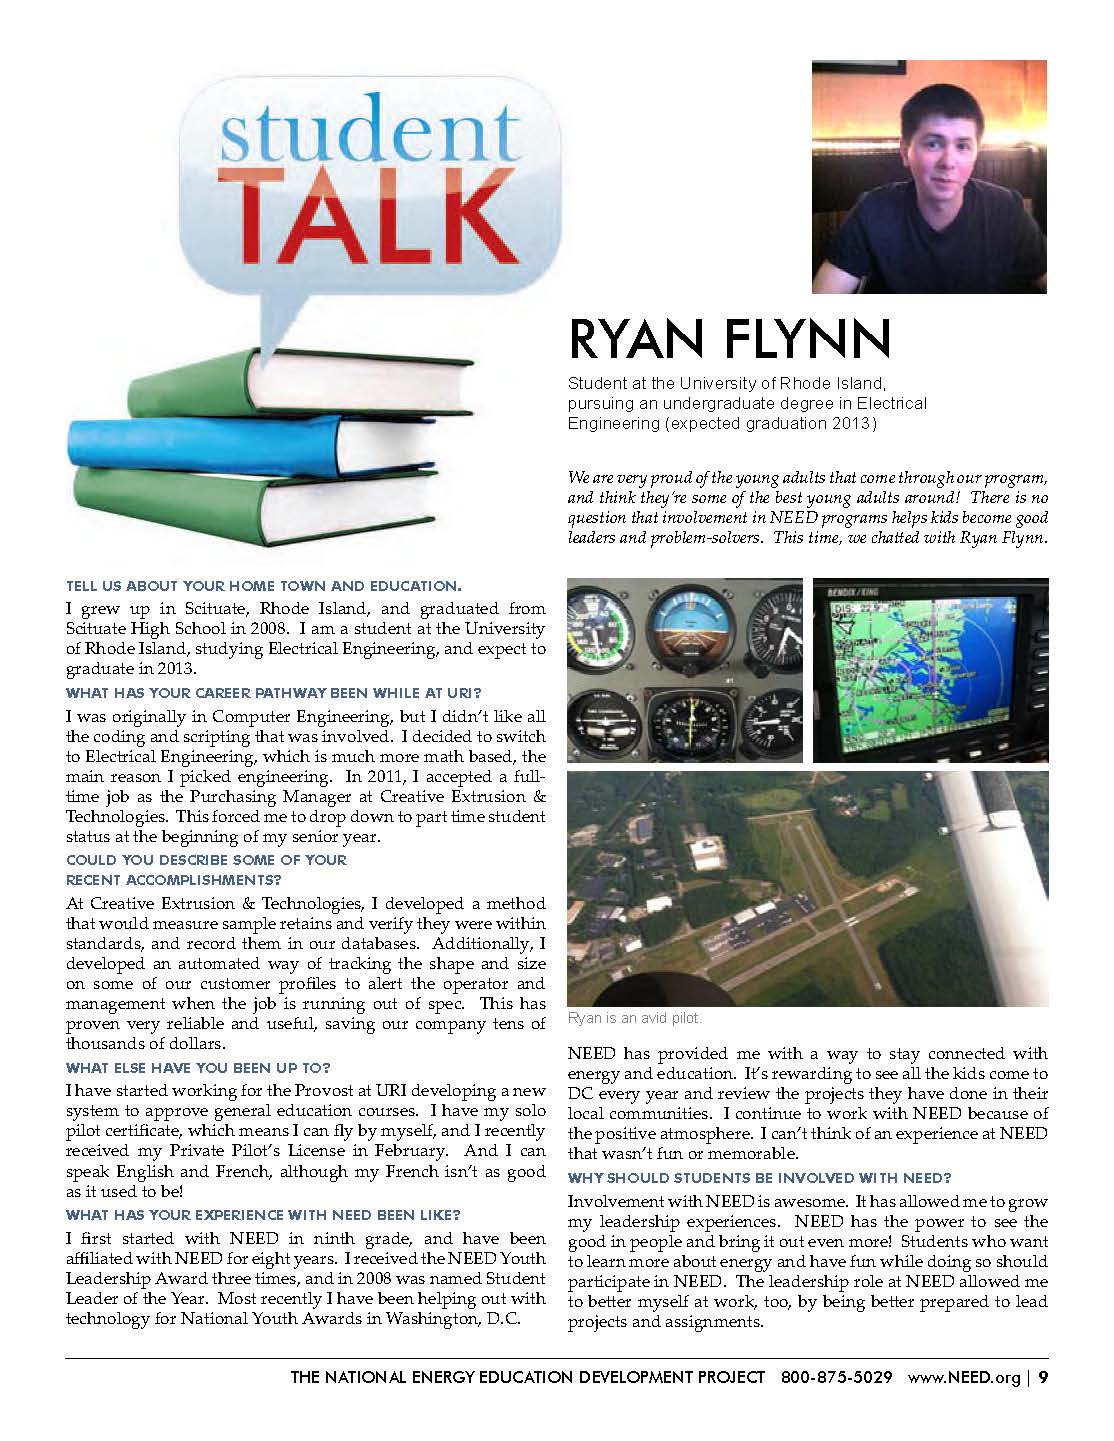 student
TALK
RYAN FLYNN
Student at the University of Rhode Island,
pursuing an undergraduate degree in Electrical
Engineering (expected graduation 2013)
We are very proud of the young adults that come through our program,
and think they're some of the best young adults around!  There is no
question that involvement in NEED programs helps kids become good
leaders and problem-solvers.  This time, we chatted with Ryan Flynn.
TELL US ABOUT YOUR HOME TOWN AND EDUCATION.
I grew up in Scituate, Rhode Island, and graduated from
Scituate High School in 2008.  I am a student at the University
of Rhode Island, studying Electrical Engineering, and expect to
graduate in 2013.
WHAT HAS YOUR CAREER PATHWAY BEEN WHILE AT URI?
I was originally in Computer Engineering, but I didn't like all
the coding and scripting that was involved.  I decided to switch
to Electrical Engineering, which is much more math based, the
main reason I picked engineering.  In 2011, I accepted a full-
time job as the Purchasing Manager at Creative Extrusion &
Technologies.  This forced me to drop down to part time student
status at the beginning of my senior year.
COULD YOU DESCRIBE SOME OF YOUR
RECENT ACCOMPLISHMENTS?
At Creative Extrusion & Technologies, I developed a method
that would measure sample retains and verify they were within
standards, and record them in our databases.  Additionally, I
developed an automated way of tracking the shape and size
on some of our customer profiles to alert the operator and
management when the job is running out of spec.  This has
proven very reliable and useful, saving our company tens of
thousands of dollars.
WHAT ELSE HAVE YOU BEEN UP TO?
I have started working for the Provost at URI developing a new
system to approve general education courses.  I have my solo
pilot certificate, which means I can fly by myself, and I recently
received my Private Pilot's License in February.  And I can
speak English and French, although my French isn't as good
as it used to be!
WHAT HAS YOUR EXPERIENCE WITH NEED BEEN LIKE?
I first started with NEED in ninth grade, and have been
affiliated with NEED for eight years.  I received the NEED Youth
Leadership Award three times, and in 2008 was named Student
Leader of the Year.  Most recently I have been helping out with
technology for National Youth Awards in Washington, D.C.
BENDIX/KING
Ryan is an avid pilot.
NEED has provided me with a way to stay connected with
energy and education.  It's rewarding to see all the kids come to
DC every year and review the projects they have done in their
local communities.  I continue to work with NEED because of
the positive atmosphere.  I can't think of an experience at NEED
that wasn't fun or memorable.
WHY SHOULD STUDENTS BE INVOLVED WITH NEED?
Involvement with NEED is awesome.  It has allowed me to grow
my leadership experiences.  NEED has the power to see the
good in people and bring it out even more!  Students who want
to learn more about energy and have fun while doing so should
participate in NEED.  The leadership role at NEED allowed me
to better myself at work, too, by being better prepared to lead
projects and assignments.
THE NATIONAL ENERGY EDUCATION DEVELOPMENT PROJECT   800-875-5029   www.NEED.org | 9